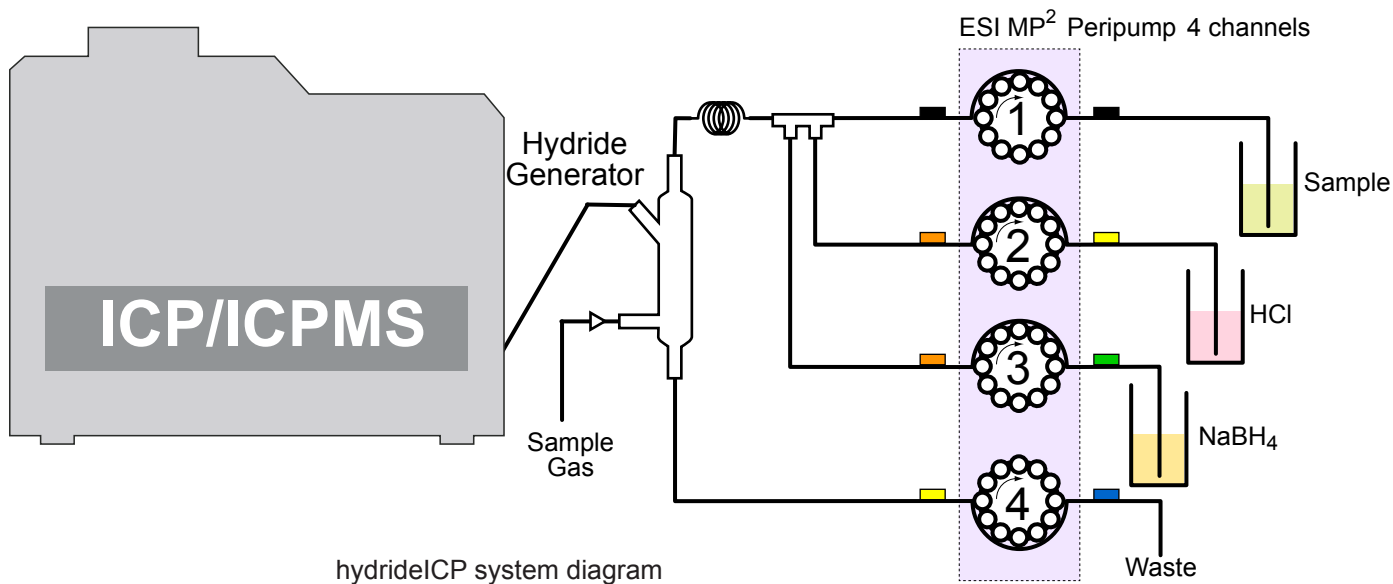 ESI MP² Peripump 4 channels
1
Hydride
Generator
Sample
2
ICP/ICPMS
HCl
3
Sample
Gas
NaBH₄
4
Waste
hydrideICP system diagram